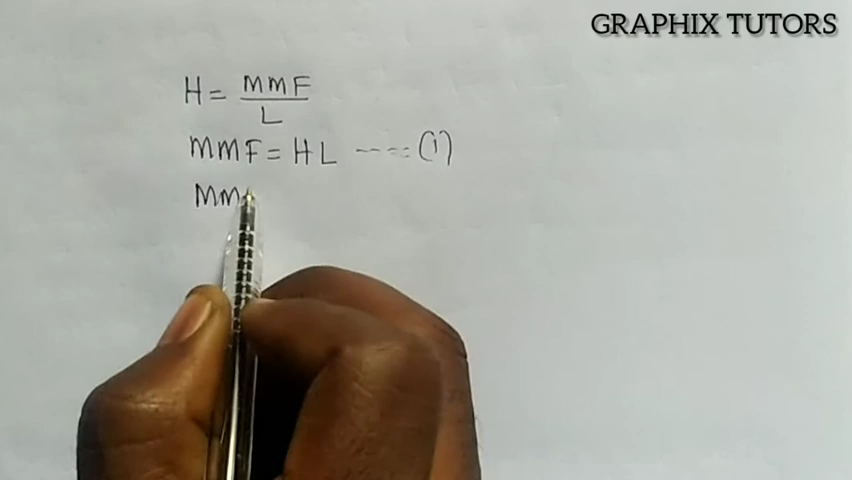 GRAPHIX TUTORS
H = MMF / L
MMF = HL ---- (1)
MM